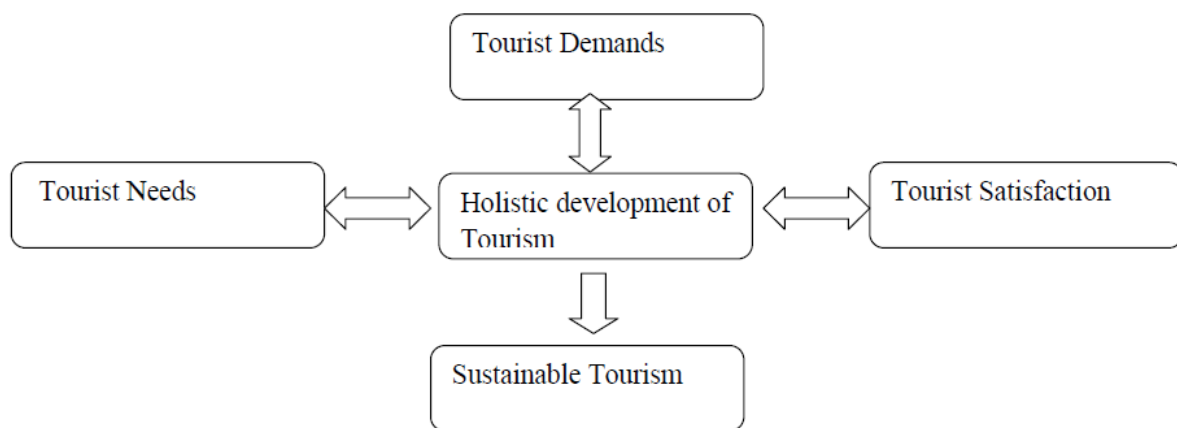 Tourist Demands
Tourist Needs
Holistic development of
Tourism
Tourist Satisfaction
Sustainable Tourism